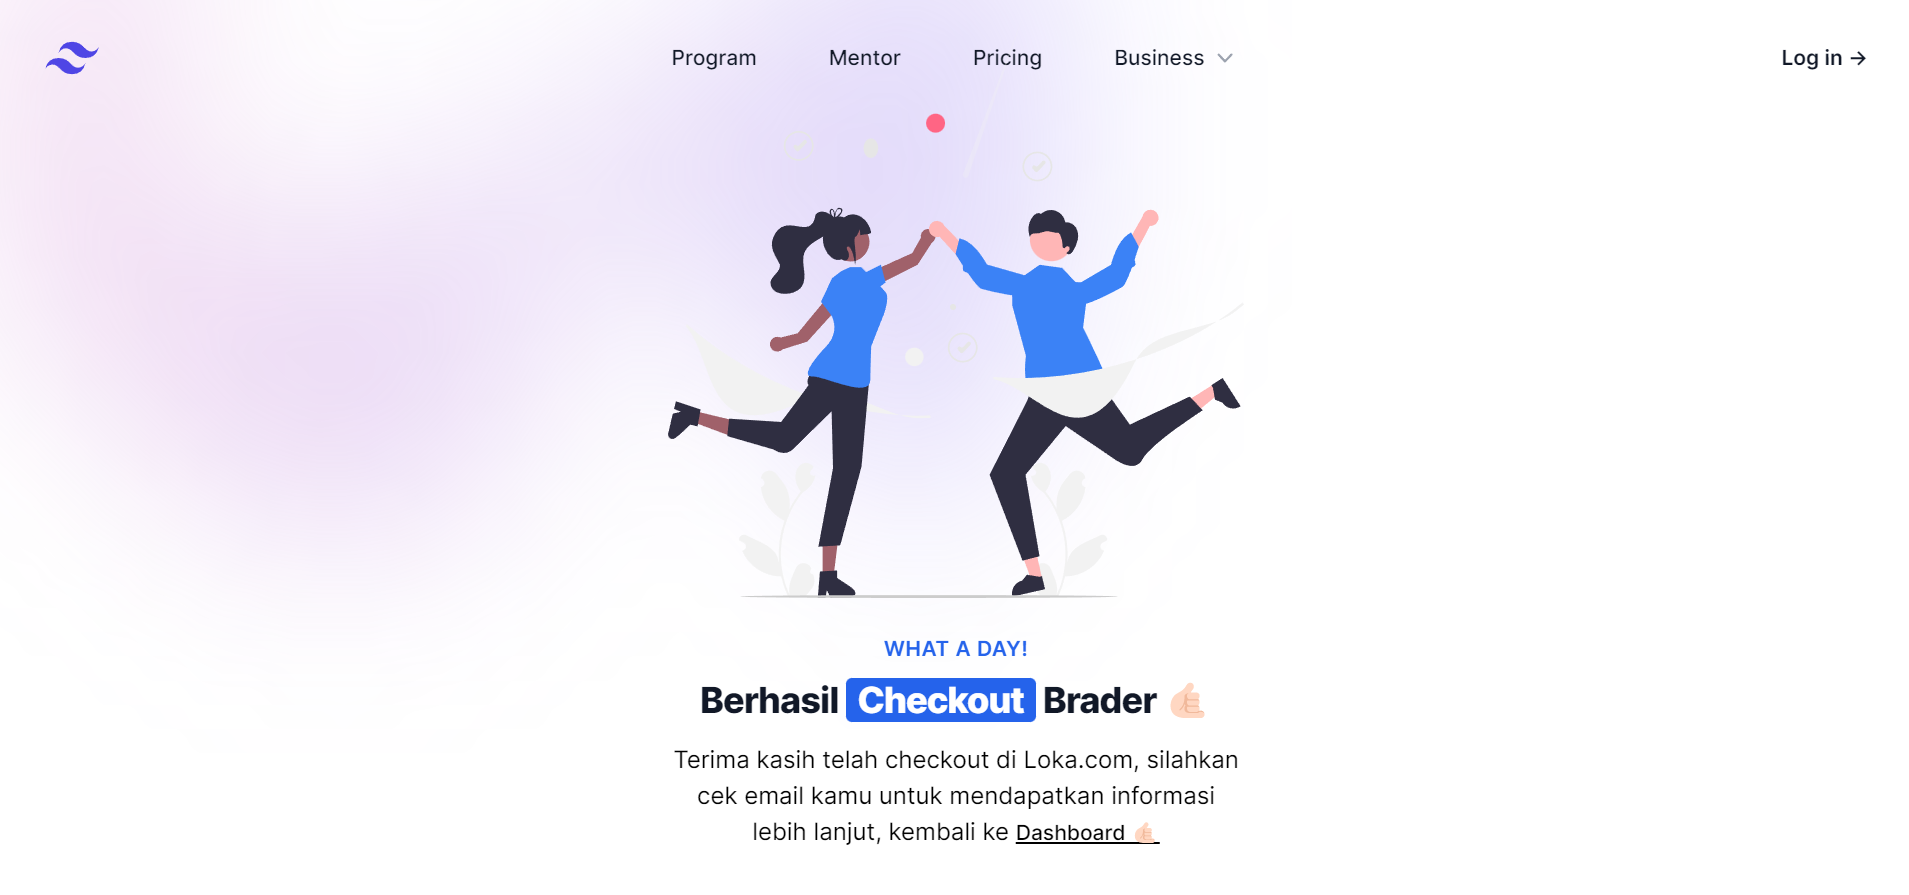 Program Mentor Pricing Business Log in →
WHAT A DAY!
Berhasil Checkout Brader 🤙🏻
Terima kasih telah checkout di Loka.com, silahkan
cek email kamu untuk mendapatkan informasi
lebih lanjut, kembali ke Dashboard 🤙🏻